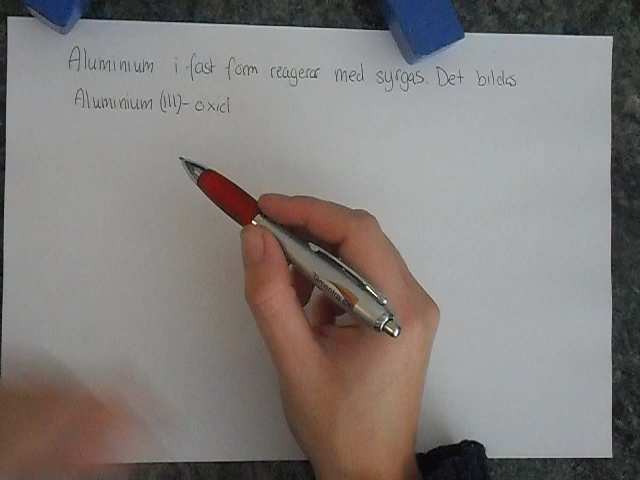 Aluminium i fast form reagerar med syrgas. Det bildas
Aluminium (III)-oxid